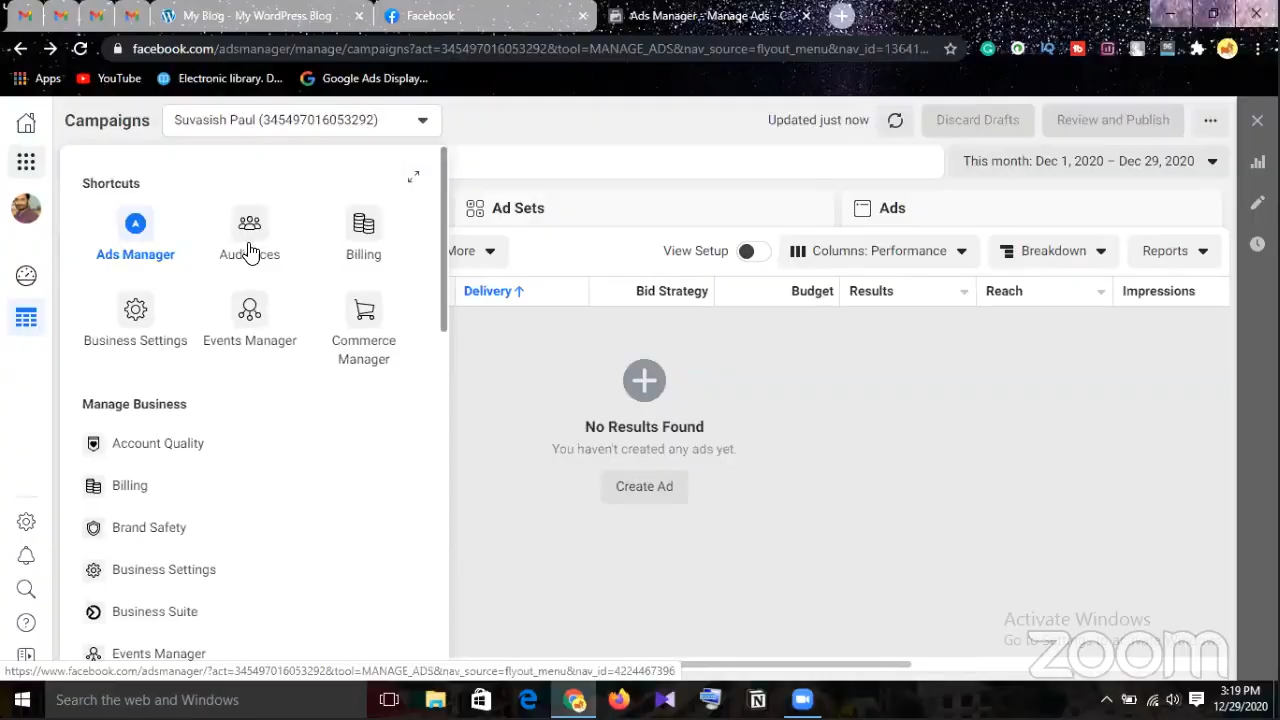 My Blog - My WordPress Blog
Facebook
Ads Manager - Manage Ads - Ca
facebook.com/adsmanager/manage/campaigns?act=345497016053292&tool=MANAGE_ADS&nav_source=flyout_menu&nav_id=13641...
Apps
YouTube
Electronic library. D...
Google Ads Display...
Campaigns
Suvasish Paul (345497016053292)
Updated just now
Discard Drafts
Review and Publish
This month: Dec 1, 2020 – Dec 29, 2020
Shortcuts
Ads Manager
Audiences
Billing
Business Settings
Events Manager
Commerce
Manager
Manage Business
Account Quality
Billing
Brand Safety
Business Settings
Business Suite
Events Manager
Ad Sets
Ads
More
View Setup
Columns: Performance
Breakdown
Reports
Delivery↑
Bid Strategy
Budget
Results
Reach
Impressions
No Results Found
You haven't created any ads yet.
Create Ad
Activate Windows
Go to
zoom
https://www.facebook.com/adsmanager/?act=345497016053292&tool=MANAGE_ADS&nav_source=flyout_menu&nav_id=4224467396
Search the web and Windows
3:19 PM
12/29/2020